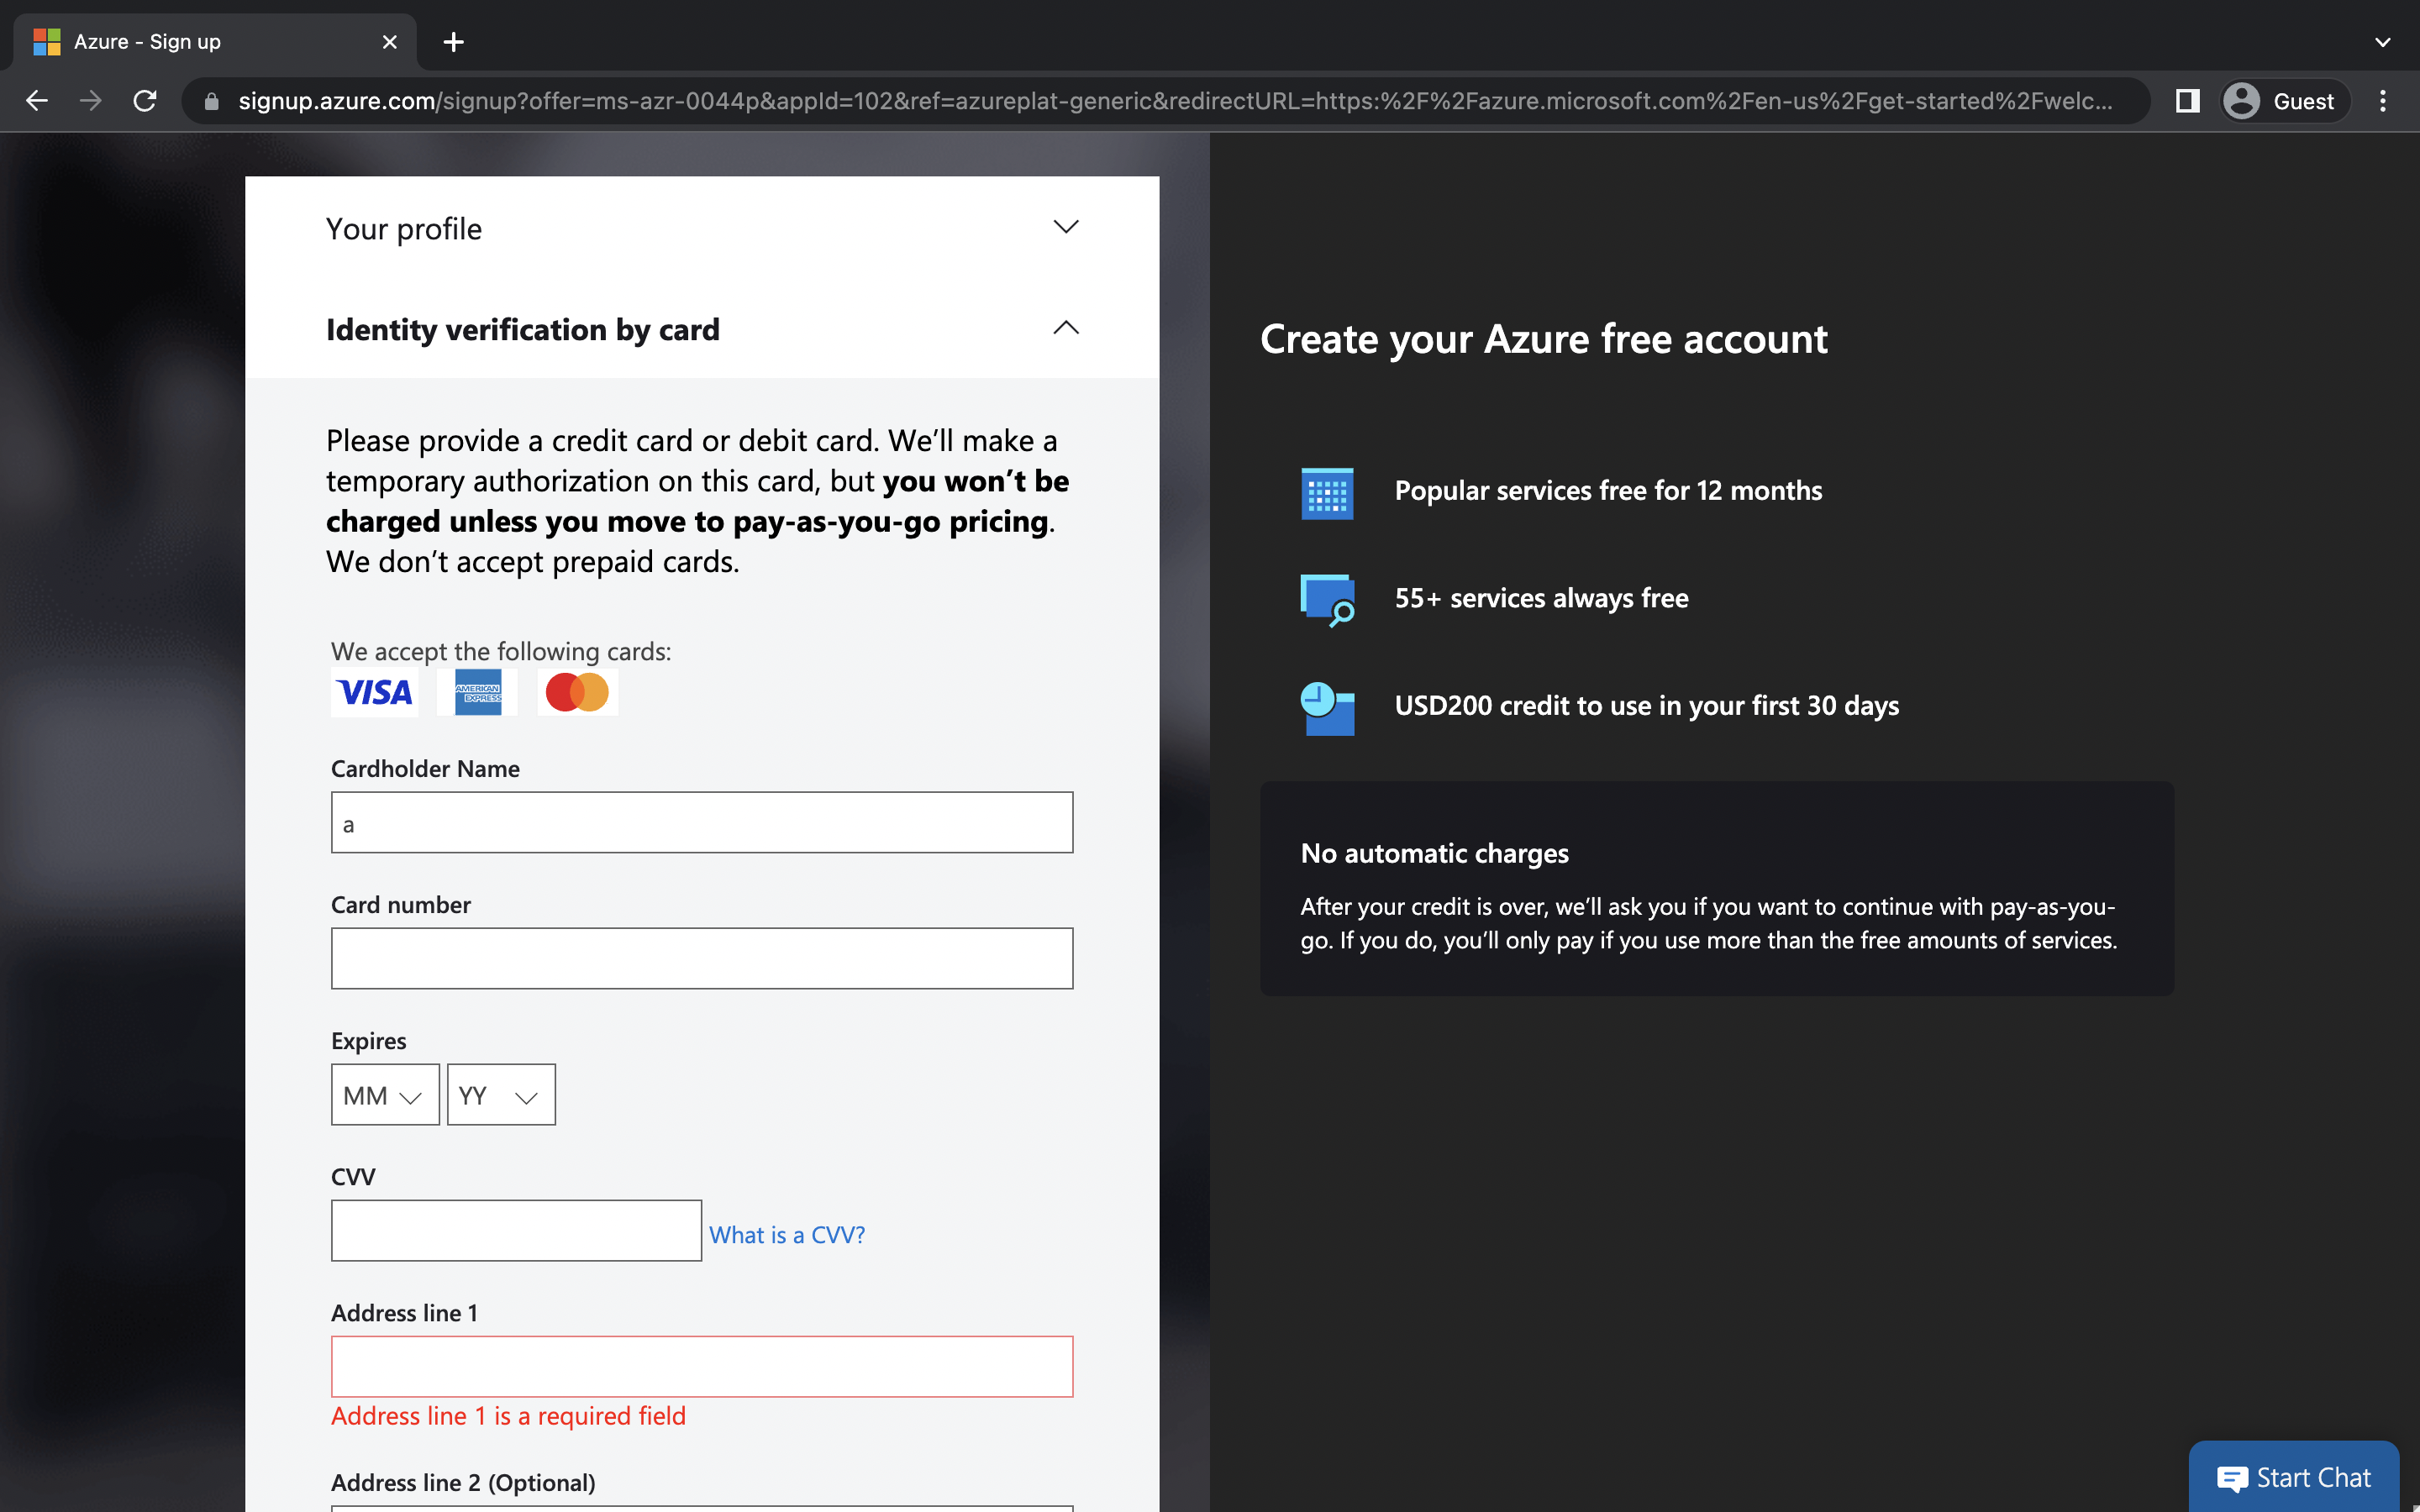 Azure - Sign up
signup.azure.com/signup?offer=ms-azr-0044p&appId=102&ref=azureplat-generic&redirectURL=https:%2F%2Fazure.microsoft.com%2Fen-us%2Fget-started%2Fwelc...
Guest
Your profile
Identity verification by card
Please provide a credit card or debit card. We’ll make a
temporary authorization on this card, but you won’t be
charged unless you move to pay-as-you-go pricing.
We don’t accept prepaid cards.
We accept the following cards:
VISA
AMERICAN
EXPRESS
Cardholder Name
a
Card number
Expires
MM
YY
CVV
What is a CVV?
Address line 1
Address line 1 is a required field
Address line 2 (Optional)
Create your Azure free account
Popular services free for 12 months
55+ services always free
USD200 credit to use in your first 30 days
No automatic charges
After your credit is over, we’ll ask you if you want to continue with pay-as-you-
go. If you do, you’ll only pay if you use more than the free amounts of services.
Start Chat